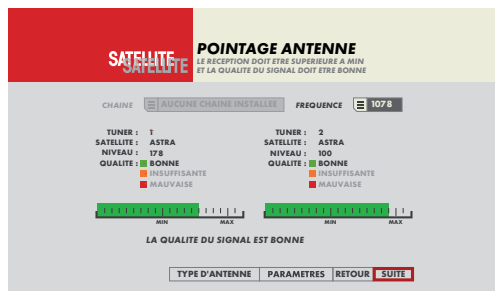 SATELLITE
SATELLITE
POINTAGE ANTENNE
LE RECEPTION DOIT ETRE SUPERIEURE A MIN
ET LA QUALITE DU SIGNAL DOIT ETRE BONNE
CHAINE AUCUNE CHAINE INSTALLEE FREQUENCE 1078
TUNER : 1
SATELLITE : ASTRA
NIVEAU : 178
QUALITE : BONNE
INSUFFISANTE
MAUVAISE
TUNER : 2
SATELLITE : ASTRA
NIVEAU : 100
QUALITE : BONNE
INSUFFISANTE
MAUVAISE
MIN MAX
MIN MAX
LA QUALITE DU SIGNAL EST BONNE
TYPE D'ANTENNE PARAMETRES RETOUR SUITE